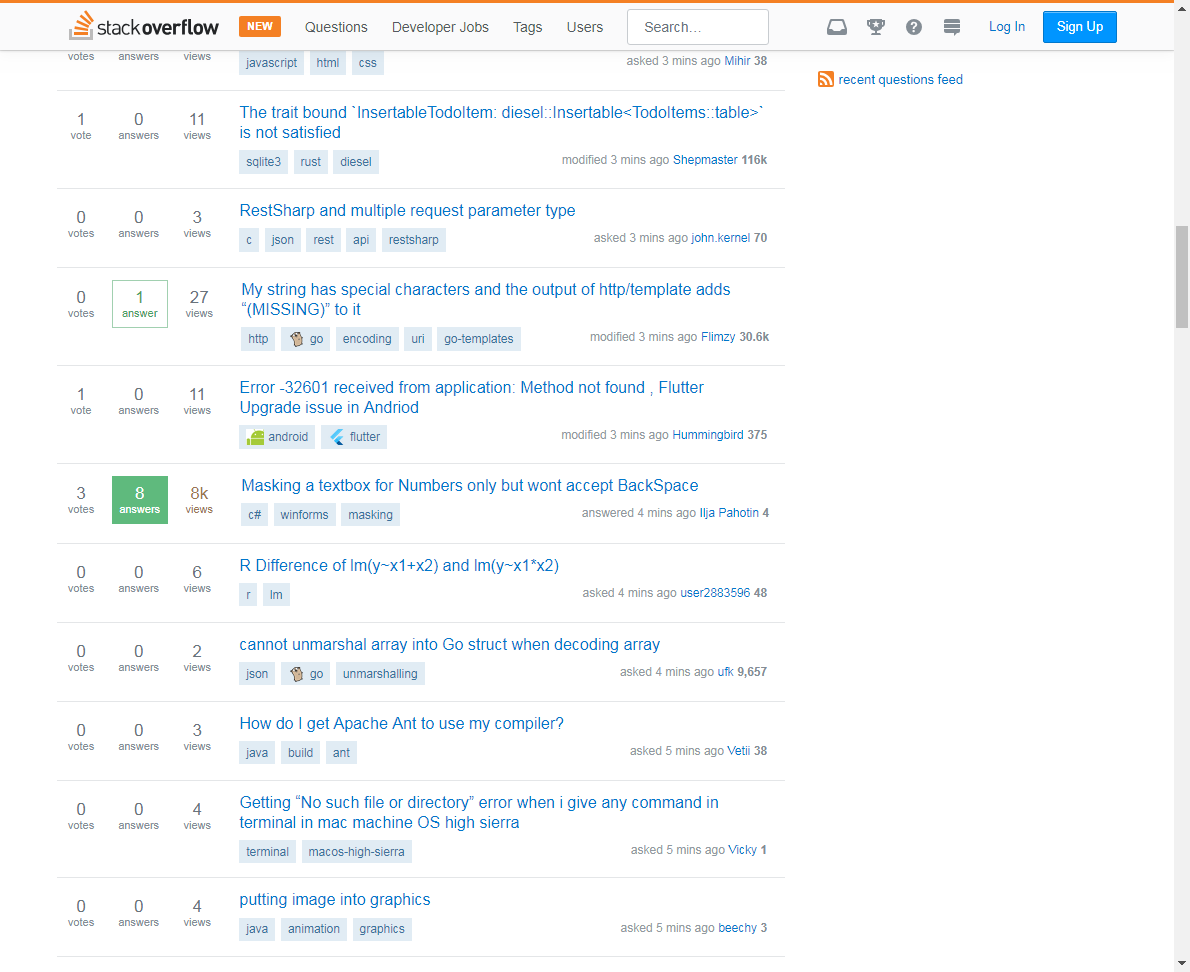 stackoverflow NEW Questions Developer Jobs Tags Users Search... Log In Sign Up
votes answers views
javascript html css
asked 3 mins ago Mihir 38
recent questions feed
1 vote 0 answers 11 views
The trait bound `InsertableTodoItem: diesel::Insertable<TodoItems::table>`
is not satisfied
sqlite3 rust diesel
modified 3 mins ago Shepmaster 116k
0 votes 0 answers 3 views
RestSharp and multiple request parameter type
c json rest api restsharp
asked 3 mins ago john.kernel 70
0 votes 1 answer 27 views
My string has special characters and the output of http/template adds
“(MISSING)” to it
http go encoding uri go-templates
modified 3 mins ago Flimzy 30.6k
1 vote 0 answers 11 views
Error -32601 received from application: Method not found , Flutter
Upgrade issue in Andriod
android flutter
modified 3 mins ago Hummingbird 375
3 votes 8 answers 8k views
Masking a textbox for Numbers only but wont accept BackSpace
c# winforms masking
answered 4 mins ago Ilja Pahotin 4
0 votes 0 answers 6 views
R Difference of lm(y~x1+x2) and lm(y~x1*x2)
r lm
asked 4 mins ago user2883596 48
0 votes 0 answers 2 views
cannot unmarshal array into Go struct when decoding array
json go unmarshalling
asked 4 mins ago ufk 9,657
0 votes 0 answers 3 views
How do I get Apache Ant to use my compiler?
java build ant
asked 5 mins ago Vetii 38
0 votes 0 answers 4 views
Getting “No such file or directory” error when i give any command in
terminal in mac machine OS high sierra
terminal macos-high-sierra
asked 5 mins ago Vicky 1
0 votes 0 answers 4 views
putting image into graphics
java animation graphics
asked 5 mins ago beechy 3